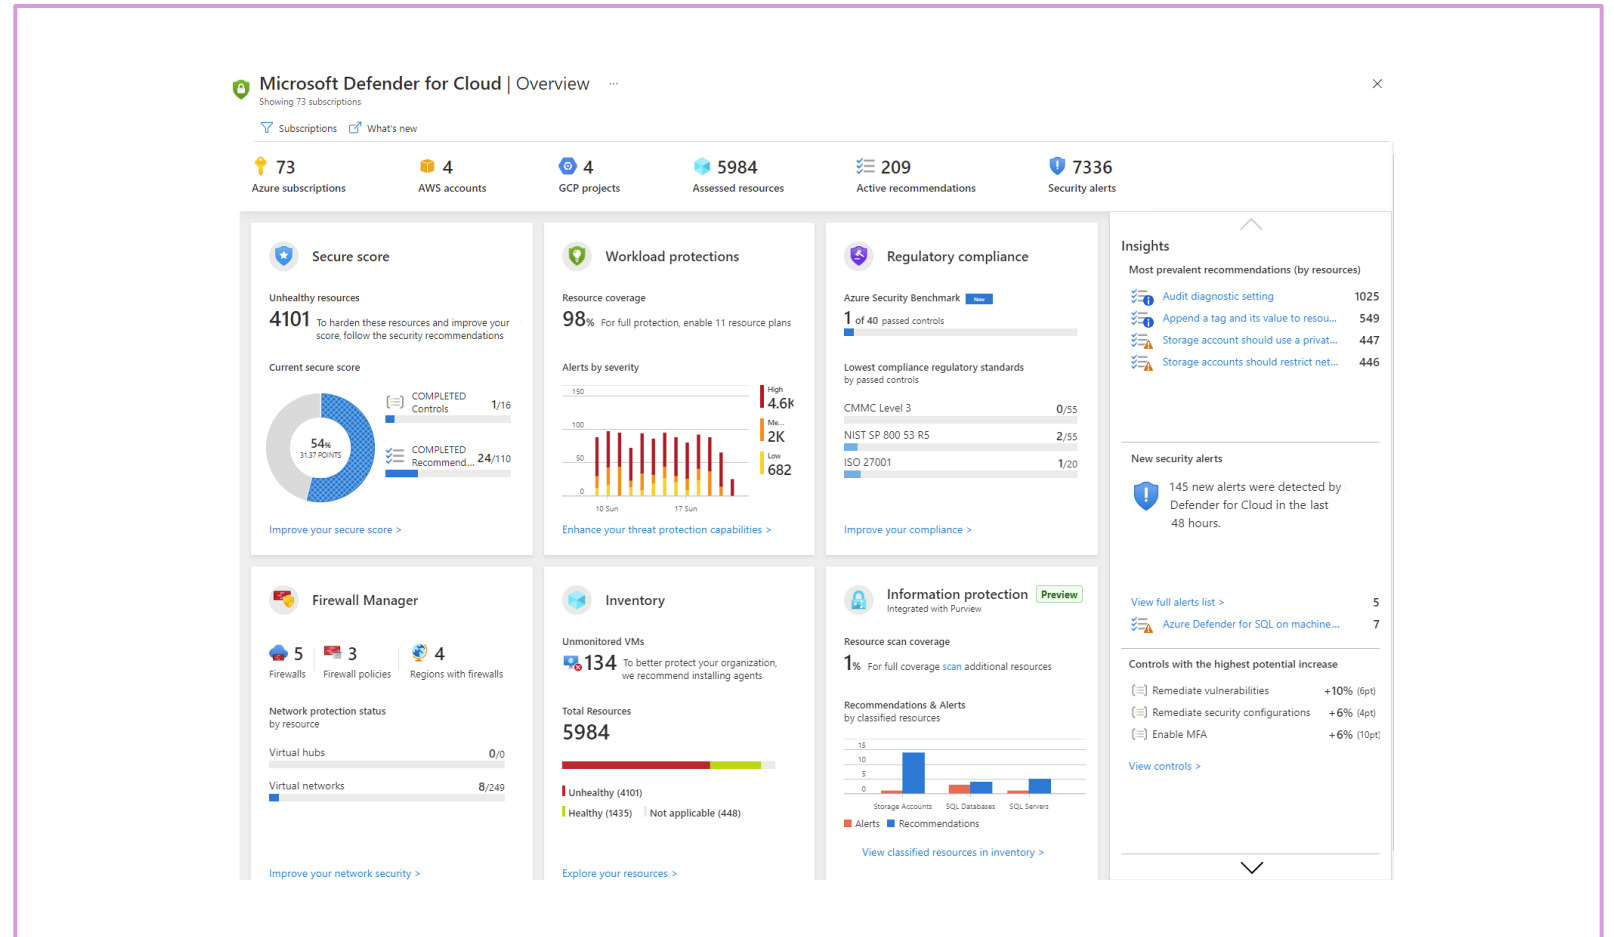 Microsoft Defender for Cloud | Overview ...
Showing 73 subscriptions
Subscriptions What's new
73
Azure subscriptions
4
AWS accounts
4
GCP projects
5984
Assessed resources
209
Active recommendations
7336
Security alerts
Secure score
Unhealthy resources
4101 To harden these resources and improve your
score, follow the security recommendations
Current secure score
54%
31.37 POINTS
COMPLETED
Controls 1/16
COMPLETED
Recommend... 24/110
Improve your secure score >
Workload protections
Resource coverage
98% For full protection, enable 11 resource plans
Alerts by severity
150
100
50
0
10 Sun 17 Sun
High
4.6K
Me...
2K
Low
682
Enhance your threat protection capabilities >
Regulatory compliance
Azure Security Benchmark New
1 of 40 passed controls
Lowest compliance regulatory standards
by passed controls
CMMC Level 3 0/55
NIST SP 800 53 R5 2/55
ISO 27001 1/20
Improve your compliance >
Firewall Manager
5
Firewalls
3
Firewall policies
4
Regions with firewalls
Network protection status
by resource
Virtual hubs 0/0
Virtual networks 8/249
Improve your network security >
Inventory
Unmonitored VMs
134 To better protect your organization,
we recommend installing agents
Total Resources
5984
Unhealthy (4101)
Healthy (1435) Not applicable (448)
Explore your resources >
Information protection Preview
Integrated with Purview
Resource scan coverage
1% For full coverage scan additional resources
Recommendations & Alerts
by classified resources
15
10
5
0
Storage Accounts SQL Databases SQL Servers
Alerts Recommendations
View classified resources in inventory >
Insights
Most prevalent recommendations (by resources)
Audit diagnostic setting 1025
Append a tag and its value to resou... 549
Storage account should use a privat... 447
Storage accounts should restrict net... 446
New security alerts
145 new alerts were detected by
Defender for Cloud in the last
48 hours.
View full alerts list > 5
Azure Defender for SQL on machine... 7
Controls with the highest potential increase
Remediate vulnerabilities +10% (6pt)
Remediate security configurations +6% (4pt)
Enable MFA +6% (10pt)
View controls >